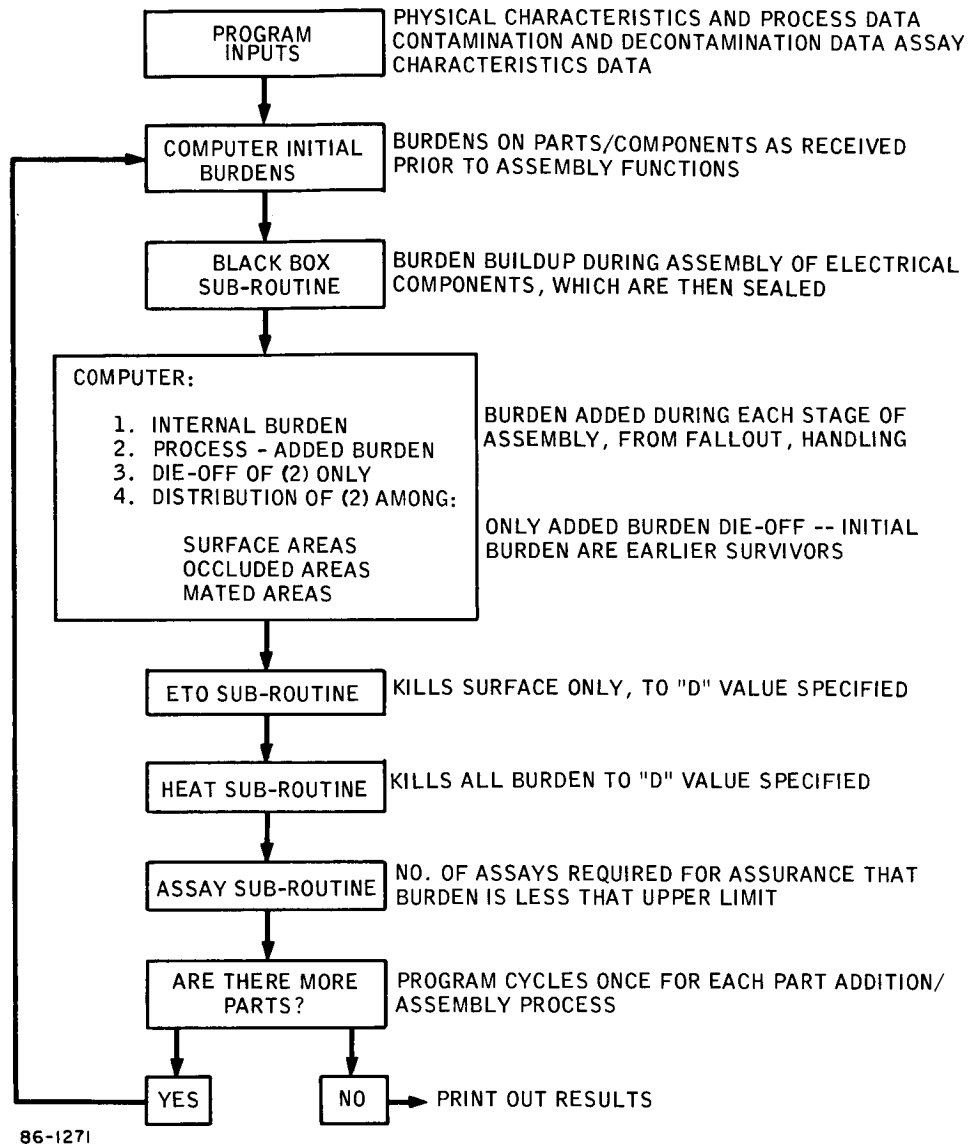 PROGRAM
INPUTS
PHYSICAL CHARACTERISTICS AND PROCESS DATA
CONTAMINATION AND DECONTAMINATION DATA ASSAY
CHARACTERISTICS DATA
COMPUTER INITIAL
BURDENS
BURDENS ON PARTS/COMPONENTS AS RECEIVED
PRIOR TO ASSEMBLY FUNCTIONS
BLACK BOX
SUB-ROUTINE
BURDEN BUILDUP DURING ASSEMBLY OF ELECTRICAL
COMPONENTS, WHICH ARE THEN SEALED
COMPUTER:
1. INTERNAL BURDEN
2. PROCESS - ADDED BURDEN
3. DIE-OFF OF (2) ONLY
4. DISTRIBUTION OF (2) AMONG:
SURFACE AREAS
OCCLUDED AREAS
MATED AREAS
BURDEN ADDED DURING EACH STAGE OF
ASSEMBLY, FROM FALLOUT, HANDLING
ONLY ADDED BURDEN DIE-OFF -- INITIAL
BURDEN ARE EARLIER SURVIVORS
ETO SUB-ROUTINE
KILLS SURFACE ONLY, TO "D" VALUE SPECIFIED
HEAT SUB-ROUTINE
KILLS ALL BURDEN TO "D" VALUE SPECIFIED
ASSAY SUB-ROUTINE
NO. OF ASSAYS REQUIRED FOR ASSURANCE THAT
BURDEN IS LESS THAT UPPER LIMIT
ARE THERE MORE
PARTS?
PROGRAM CYCLES ONCE FOR EACH PART ADDITION/
ASSEMBLY PROCESS
YES
NO
PRINT OUT RESULTS
86-1271